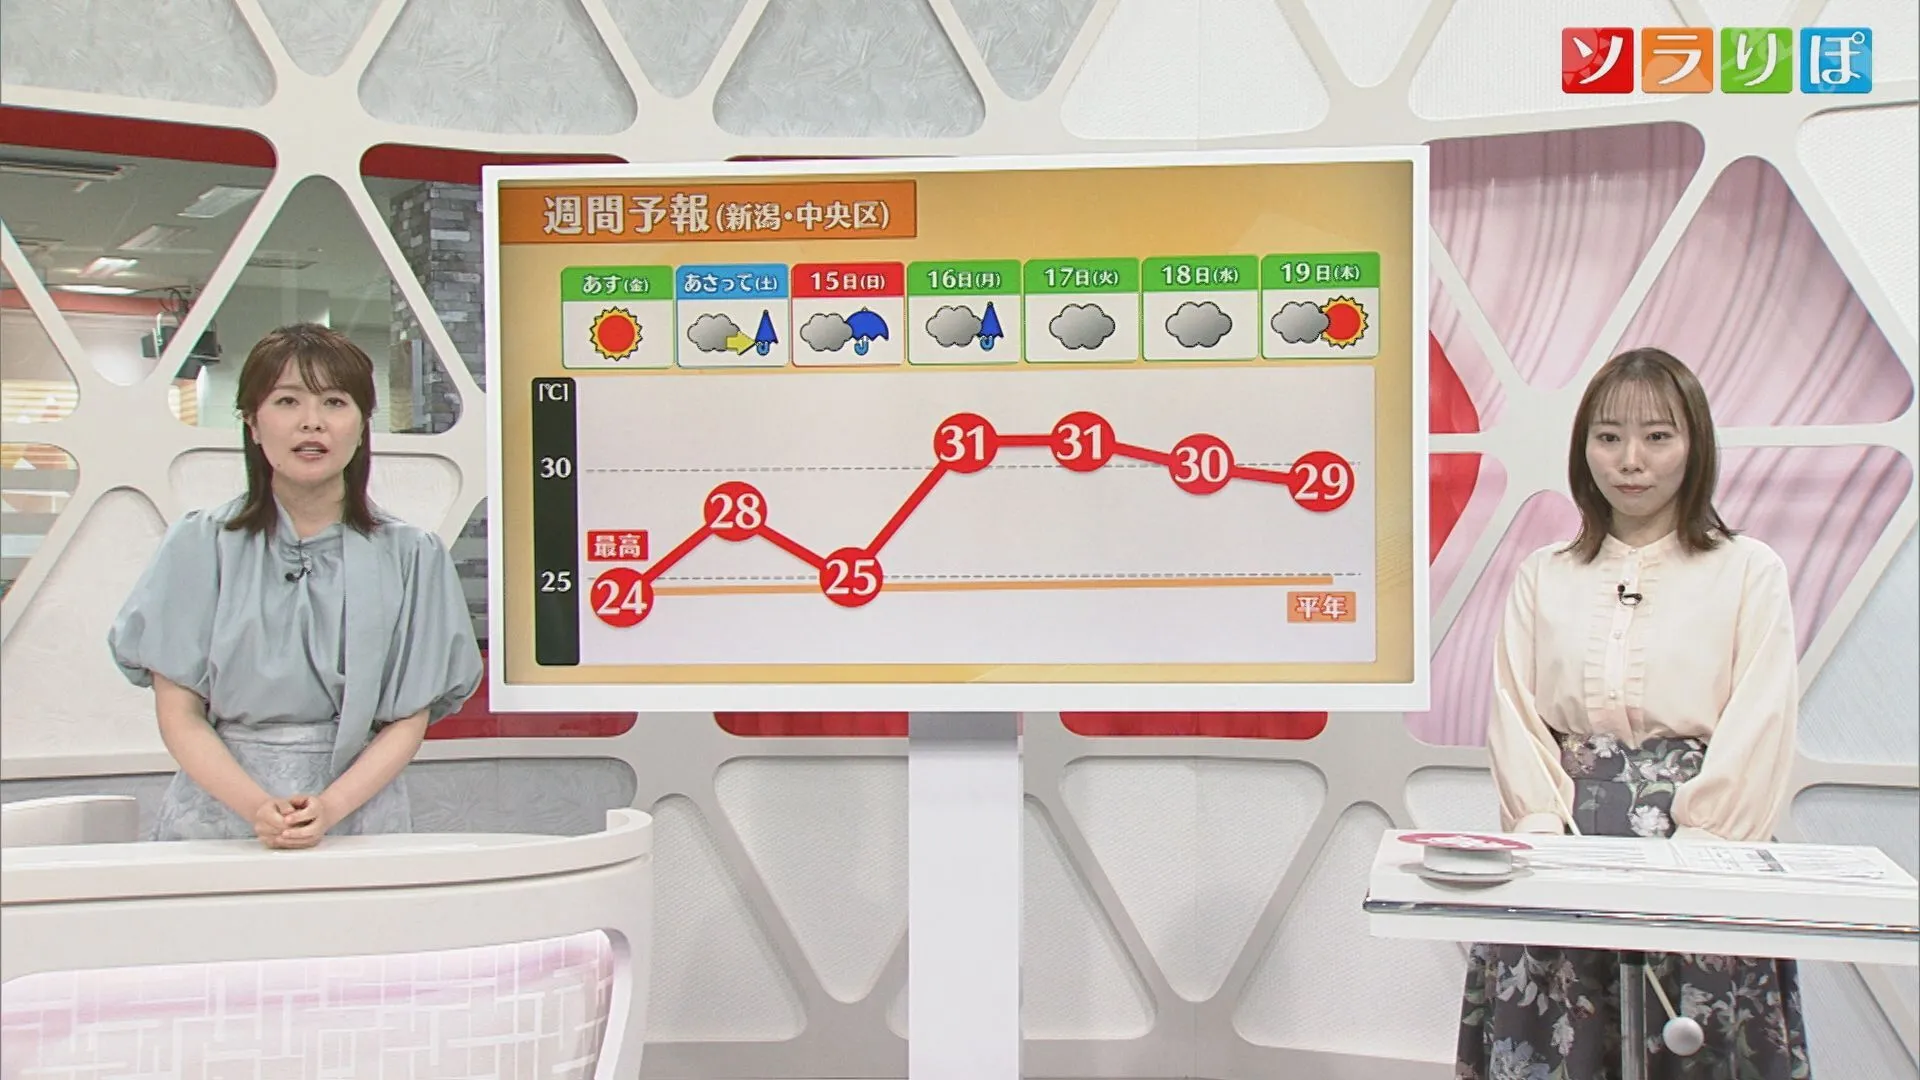 ソラりぽ
週間予報(新潟・中央区)
あす(金) あさって(土) 15日(日) 16日(月) 17日(火) 18日(水) 19日(木)
[℃]
30
25
最高
24 28 25 31 31 30 29
平年